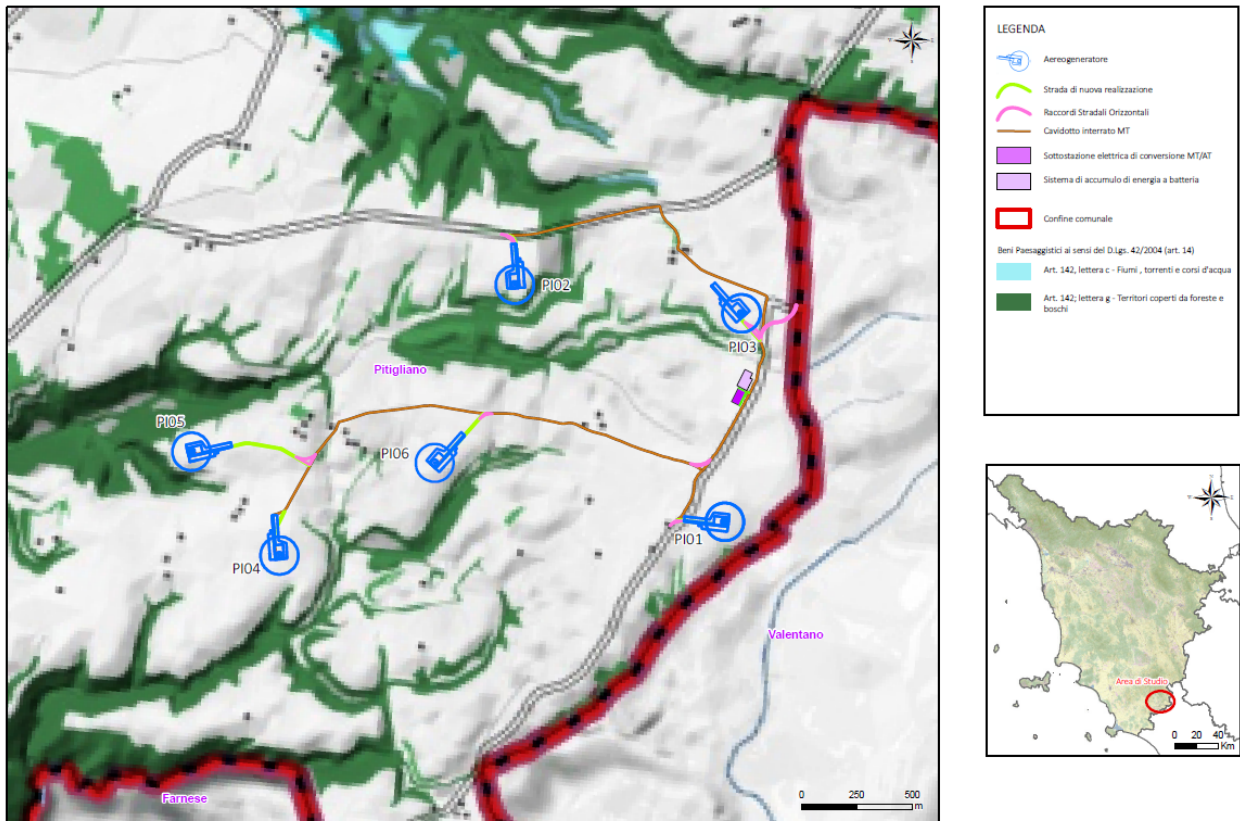 PI02
PI03
Pitigliano
PI05
PI06
PI01
PI04
Valentano
Farnese
0 250 500
m
LEGENDA
Aereogeneratore
Strada di nuova realizzazione
Raccordi Stradali Orizzontali
Cavidotto interrato MT
Sottostazione elettrica di conversione MT/AT
Sistema di accumulo di energia a batteria
Confine comunale
Beni Paesaggistici ai sensi del D.Lgs. 42/2004 (art. 14)
Art. 142, lettera c - Fiumi , torrenti e corsi d'acqua
Art. 142; lettera g - Territori coperti da foreste e
boschi
Area di Studio
0 20 40
Km